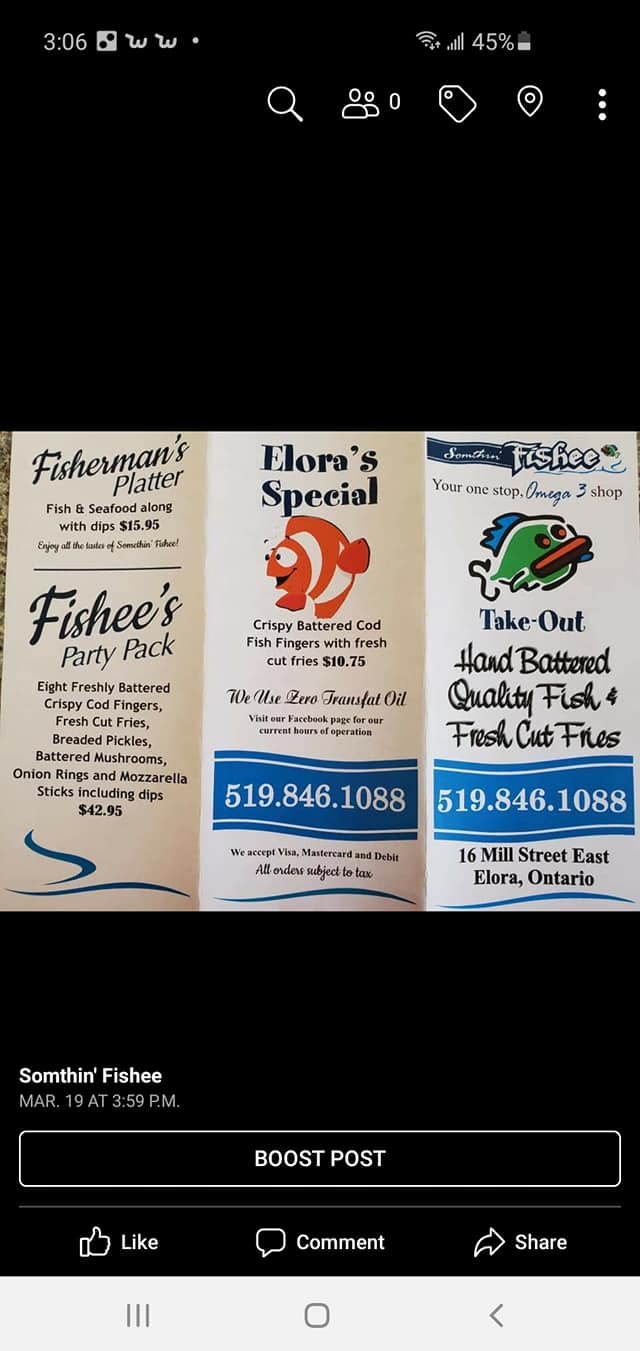 3:06
45%
0
Fisherman's
Platter
Fish & Seafood along
with dips $15.95
Enjoy all the tastes of Somethin' Fishee!
Fishee's
Party Pack
Eight Freshly Battered
Crispy Cod Fingers,
Fresh Cut Fries,
Breaded Pickles,
Battered Mushrooms,
Onion Rings and Mozzarella
Sticks including dips
$42.95
Elora's
Special
Crispy Battered Cod
Fish Fingers with fresh
cut fries $10.75
We Use Zero Transfat Oil
Visit our Facebook page for our
current hours of operation
519.846.1088
We accept Visa, Mastercard and Debit
All orders subject to tax
Somthin' Fishee
Your one stop, Omega 3 shop
Take-Out
Hand Battered
Quality Fish &
Fresh Cut Fries
519.846.1088
16 Mill Street East
Elora, Ontario
Somthin' Fishee
MAR. 19 AT 3:59 P.M.
BOOST POST
Like
Comment
Share